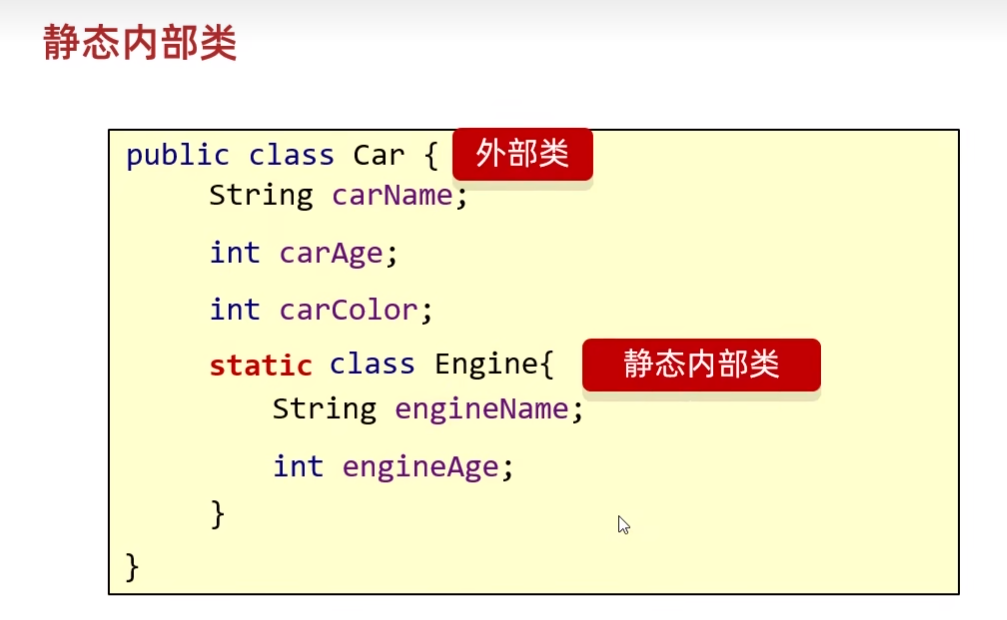 静态内部类
public class Car { 外部类
String carName;
int carAge;
int carColor;
static class Engine{ 静态内部类
String engineName;
int engineAge;
}
}